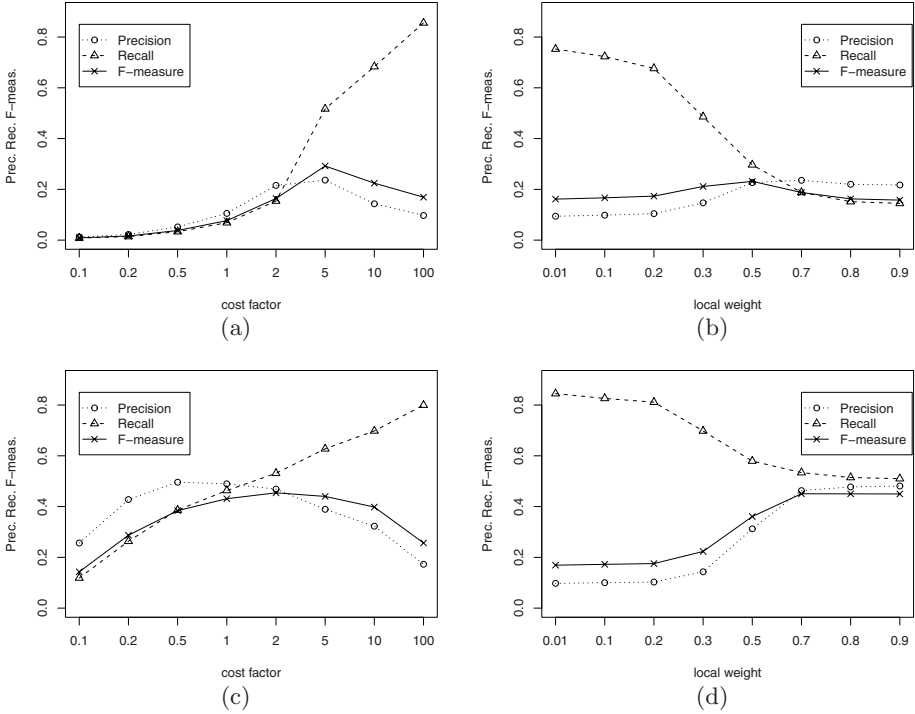 Prec. Rec. F−meas.
0.0 0.2 0.4 0.6 0.8
Precision
Recall
F−measure
0.1 0.2 0.5 1 2 5 10 100
cost factor
(a)
Prec. Rec. F−meas.
0.0 0.2 0.4 0.6 0.8
Precision
Recall
F−measure
0.01 0.1 0.2 0.3 0.5 0.7 0.8 0.9
local weight
(b)
Prec. Rec. F−meas.
0.0 0.2 0.4 0.6 0.8
Precision
Recall
F−measure
0.1 0.2 0.5 1 2 5 10 100
cost factor
(c)
Prec. Rec. F−meas.
0.0 0.2 0.4 0.6 0.8
Precision
Recall
F−measure
0.01 0.1 0.2 0.3 0.5 0.7 0.8 0.9
local weight
(d)